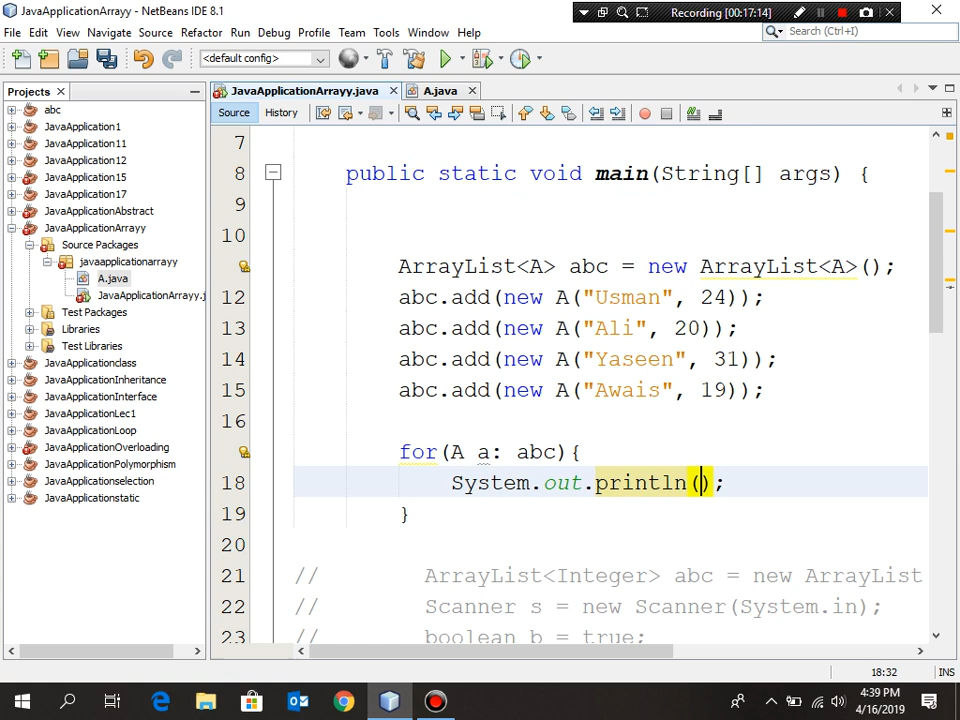 JavaApplicationArrayy - NetBeans IDE 8.1
Recording [00:17:14]
File Edit View Navigate Source Refactor Run Debug Profile Team Tools Window Help
Search (Ctrl+I)
<default config>
Projects
JavaApplicationArrayy.java
A.java
Source History
abc
JavaApplication1
JavaApplication11
JavaApplication12
JavaApplication15
JavaApplication17
JavaApplicationAbstract
JavaApplicationArrayy
Source Packages
javaapplicationarrayy
A.java
JavaApplicationArrayy.j
Test Packages
Libraries
Test Libraries
JavaApplicationclass
JavaApplicationInheritance
JavaApplicationInterface
JavaApplicationLec1
JavaApplicationLoop
JavaApplicationOverloading
JavaApplicationPolymorphism
JavaApplicationselection
JavaApplicationstatic
7
8 public static void main(String[] args) {
9
10
ArrayList<A> abc = new ArrayList<A>();
12 abc.add(new A("Usman", 24));
13 abc.add(new A("Ali", 20));
14 abc.add(new A("Yaseen", 31));
15 abc.add(new A("Awais", 19));
16
for(A a: abc){
18 System.out.println();
19 }
20
21 // ArrayList<Integer> abc = new ArrayList
22 // Scanner s = new Scanner(System.in);
23 // boolean b = true;
18:32 INS
4:39 PM
4/16/2019